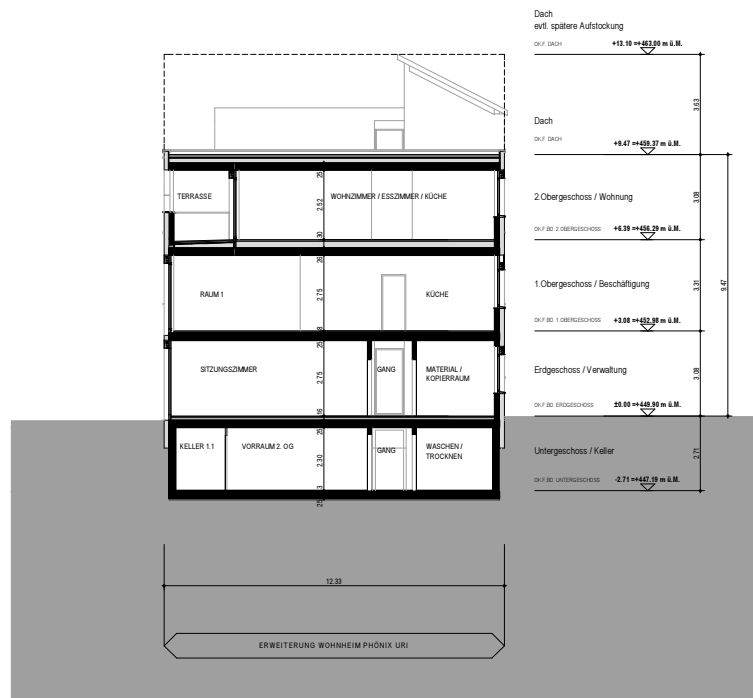 Dach
evtl. spätere Aufstockung
OK.F. DACH +13.10 =+463.00 m ü.M.
3.63
Dach
OK.F. DACH +9.47 =+459.37 m ü.M.
25
TERRASSE
2.52
WOHNZIMMER / ESSZIMMER / KÜCHE
2.Obergeschoss / Wohnung
3.08
30
OK.F.BD. 2.OBERGESCHOSS +6.39 =+456.29 m ü.M.
26
RAUM 1
2.75
KÜCHE
1.Obergeschoss / Beschäftigung
3.31
9.47
8
OK.F.BD. 1.OBERGESCHOSS +3.08 =+452.98 m ü.M.
25
SITZUNGSZIMMER
2.75
GANG
MATERIAL /
KOPIERRAUM
Erdgeschoss / Verwaltung
3.08
16
OK.F.BD. ERDGESCHOSS ±0.00 =+449.90 m ü.M.
25
KELLER 1.1
VORRAUM 2. OG
2.30
GANG
WASCHEN /
TROCKNEN
Untergeschoss / Keller
2.71
3
OK.F.BD. UNTERGESCHOSS -2.71 =+447.19 m ü.M.
25
12.33
ERWEITERUNG WOHNHEIM PHÖNIX URI